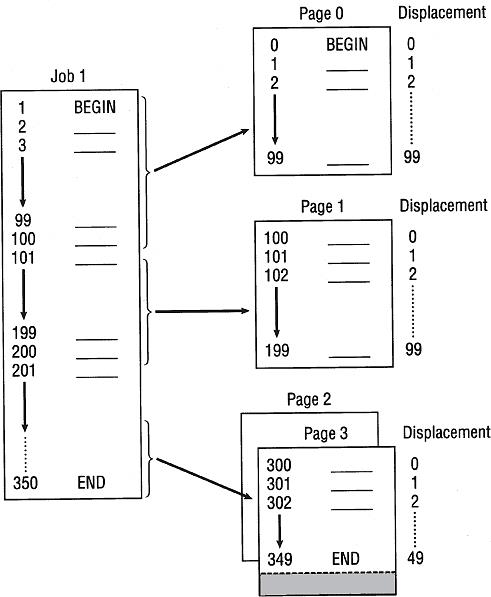 Job 1
1 BEGIN
2
3
99
100
101
199
200
201
350 END
Page 0 Displacement
0 BEGIN 0
1 1
2 2
99 99
Page 1 Displacement
100 0
101 1
102 2
199 99
Page 2
Page 3 Displacement
300 0
301 1
302 2
349 END 49